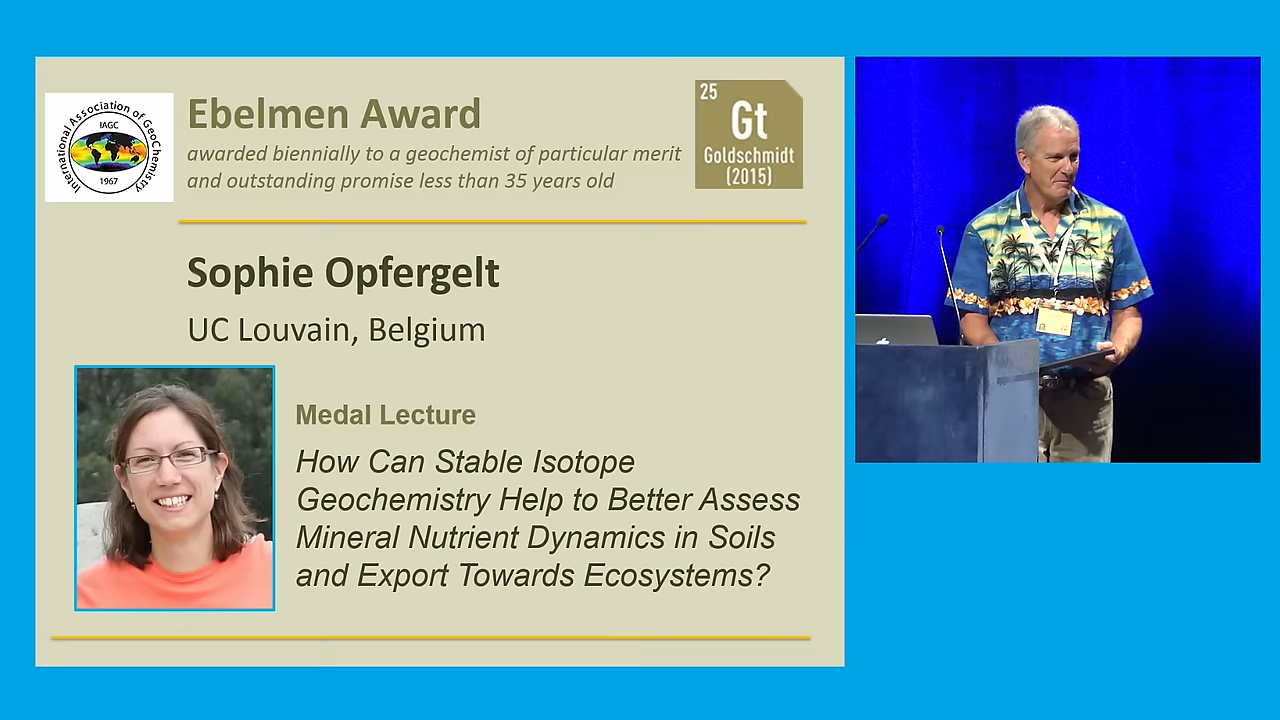 International Association of GeoChemistry
IAGC
1967
Ebelmen Award
awarded biennially to a geochemist of particular merit
and outstanding promise less than 35 years old
25
Gt
Goldschmidt
(2015)
Sophie Opfergelt
UC Louvain, Belgium
Medal Lecture
How Can Stable Isotope
Geochemistry Help to Better Assess
Mineral Nutrient Dynamics in Soils
and Export Towards Ecosystems?